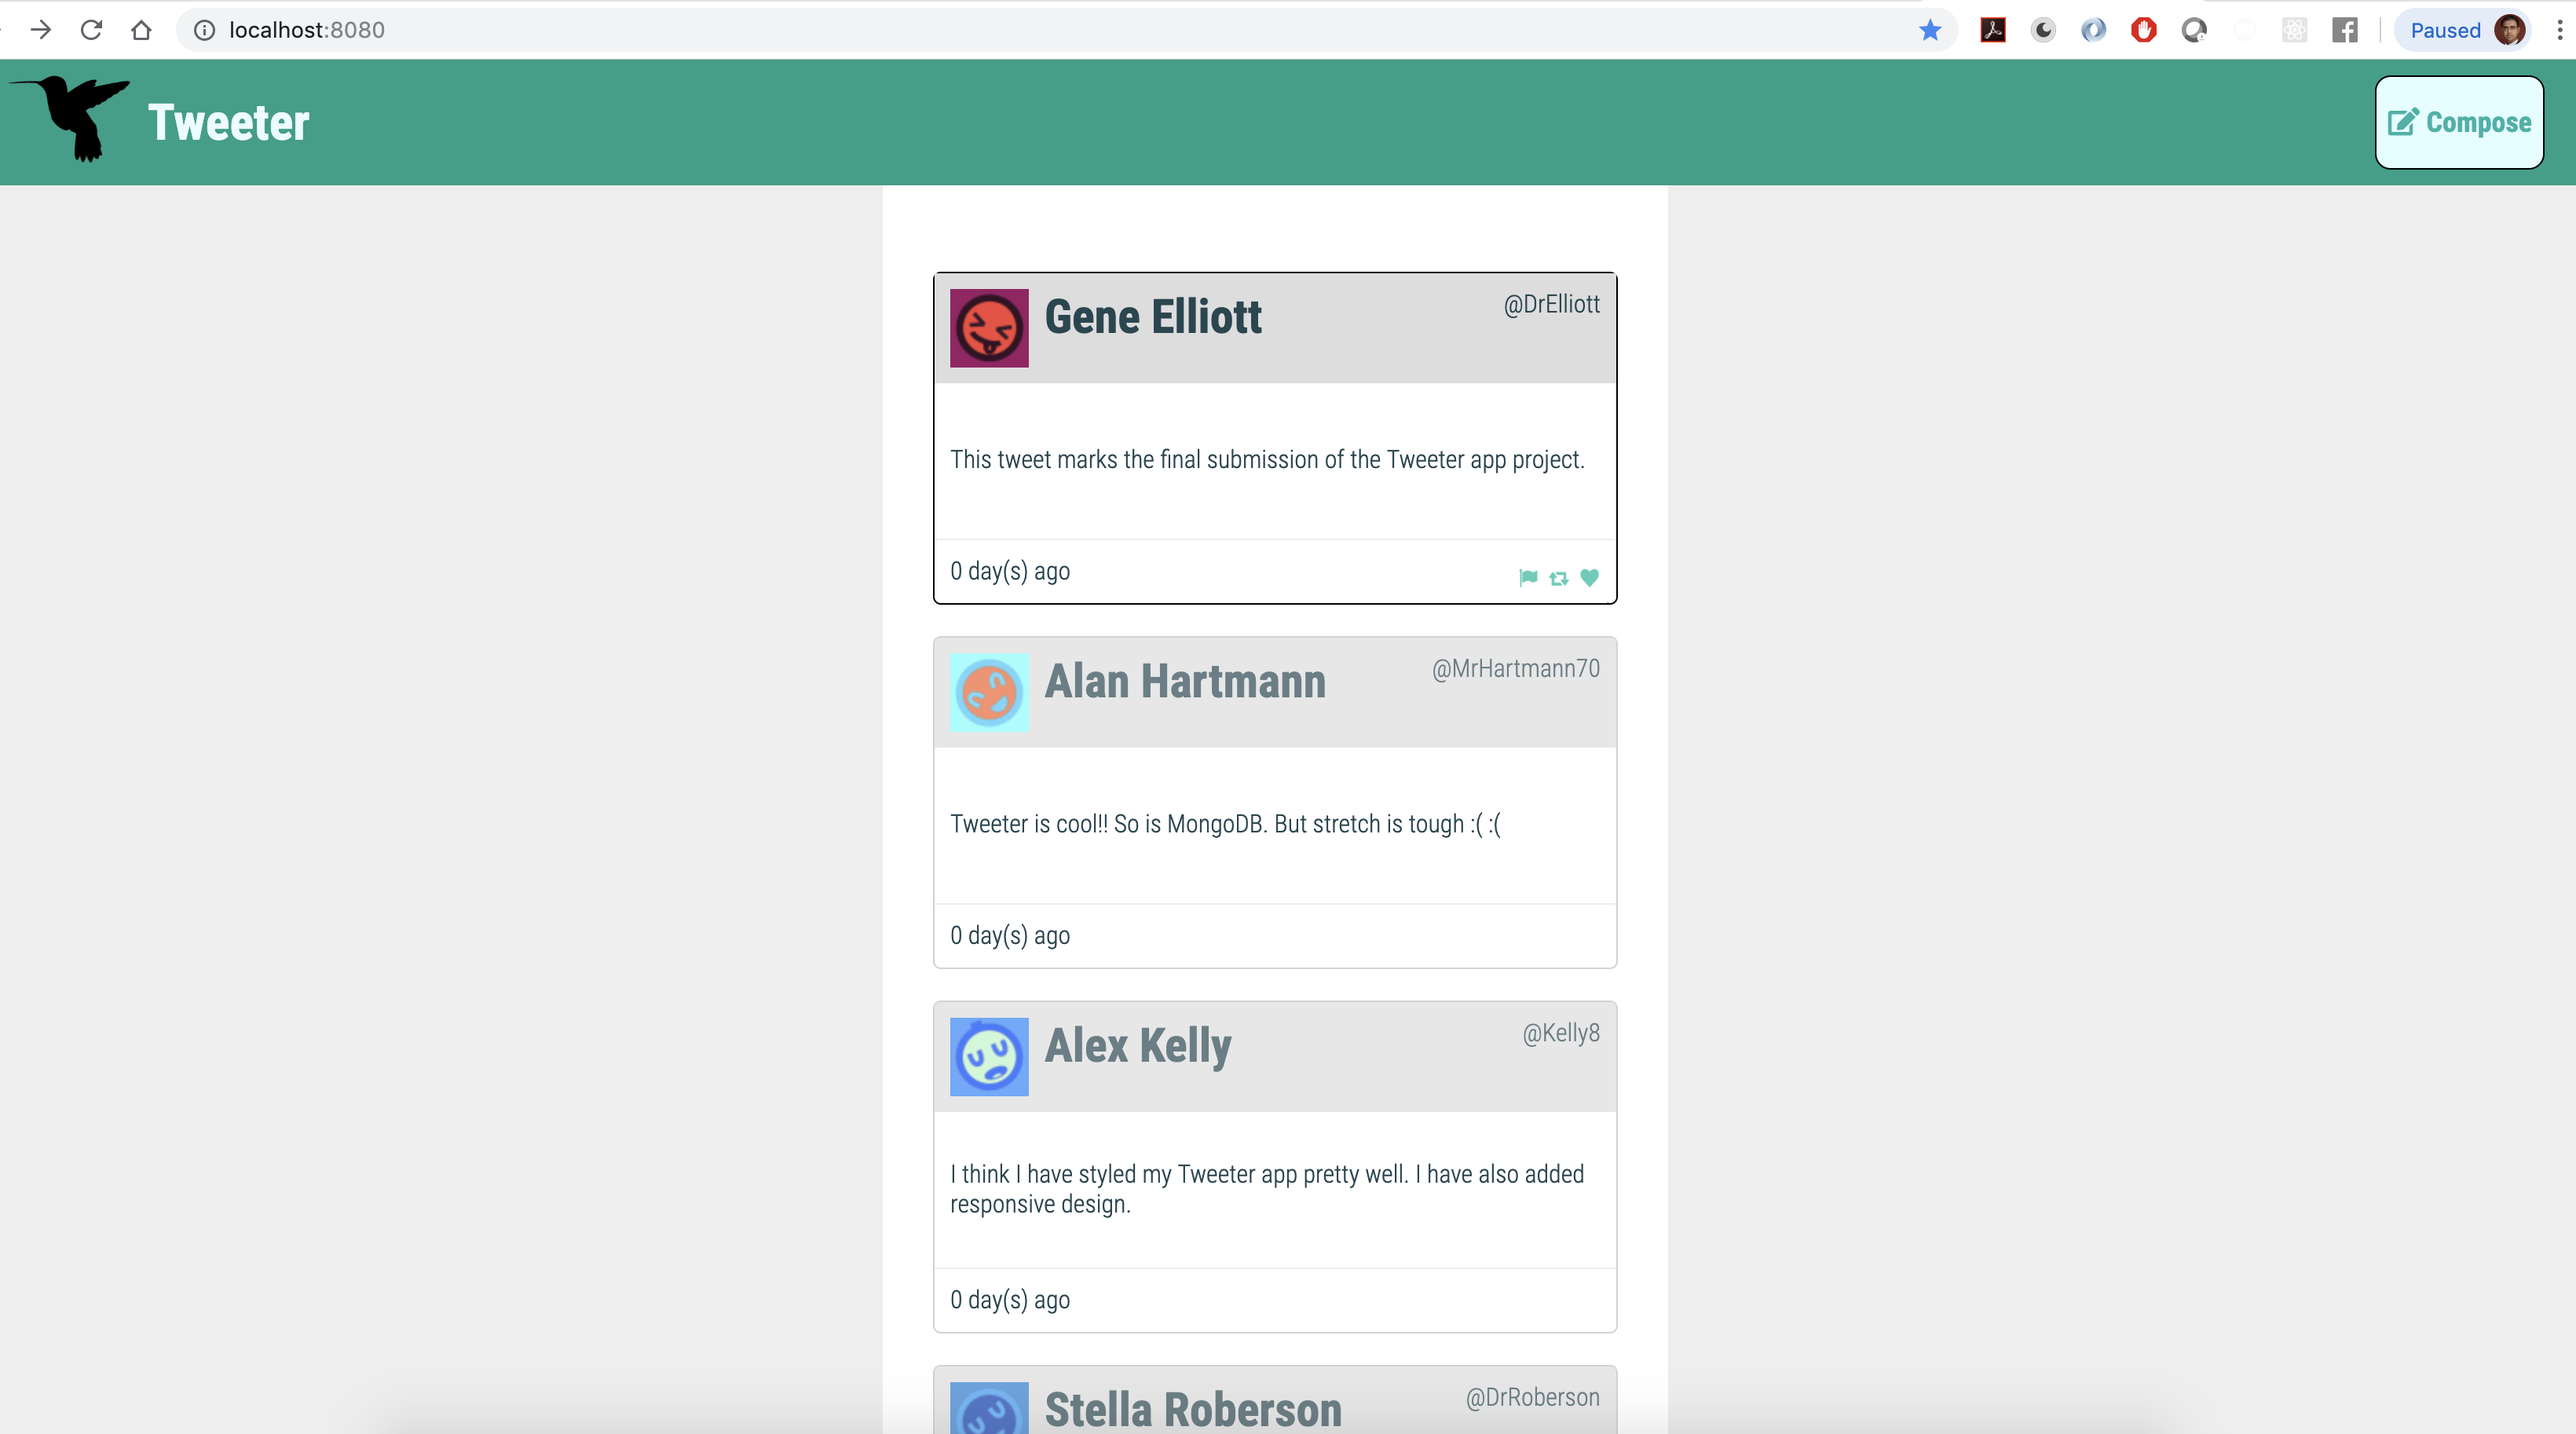 localhost:8080
Paused
Tweeter
Compose
Gene Elliott
@DrElliott
This tweet marks the final submission of the Tweeter app project.
0 day(s) ago
Alan Hartmann
@MrHartmann70
Tweeter is cool!! So is MongoDB. But stretch is tough :( :(
0 day(s) ago
Alex Kelly
@Kelly8
I think I have styled my Tweeter app pretty well. I have also added
responsive design.
0 day(s) ago
Stella Roberson
@DrRoberson